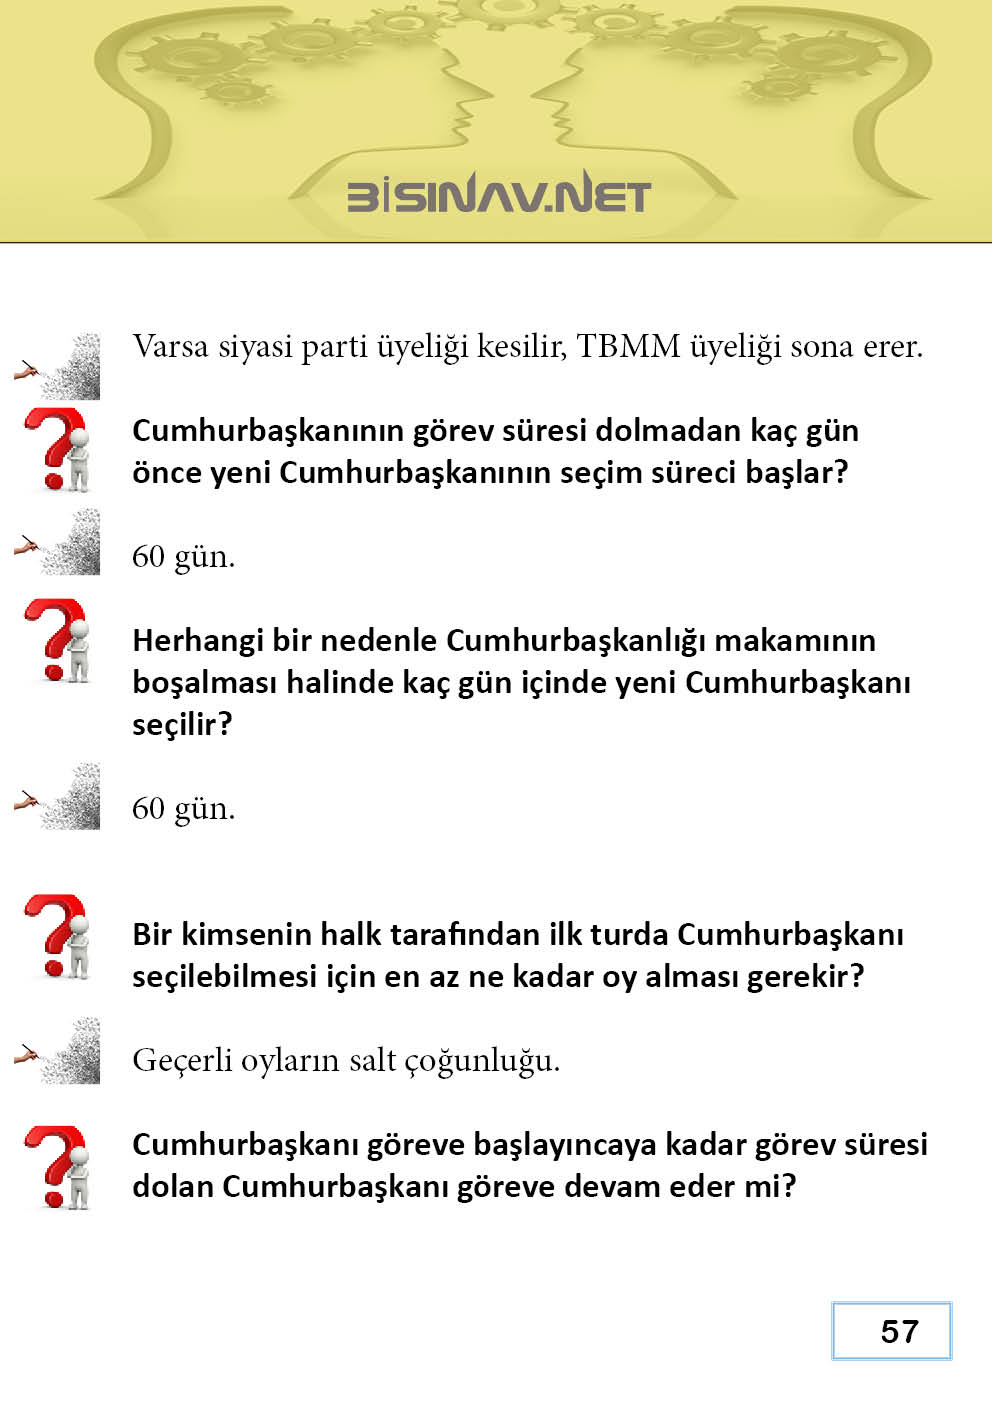 BİSINAV.NET
Varsa siyasi parti üyeliği kesilir, TBMM üyeliği sona erer.
Cumhurbaşkanının görev süresi dolmadan kaç gün
önce yeni Cumhurbaşkanının seçim süreci başlar?
60 gün.
Herhangi bir nedenle Cumhurbaşkanlığı makamının
boşalması halinde kaç gün içinde yeni Cumhurbaşkanı
seçilir?
60 gün.
Bir kimsenin halk tarafından ilk turda Cumhurbaşkanı
seçilebilmesi için en az ne kadar oy alması gerekir?
Geçerli oyların salt çoğunluğu.
Cumhurbaşkanı göreve başlayıncaya kadar görev süresi
dolan Cumhurbaşkanı göreve devam eder mi?
57